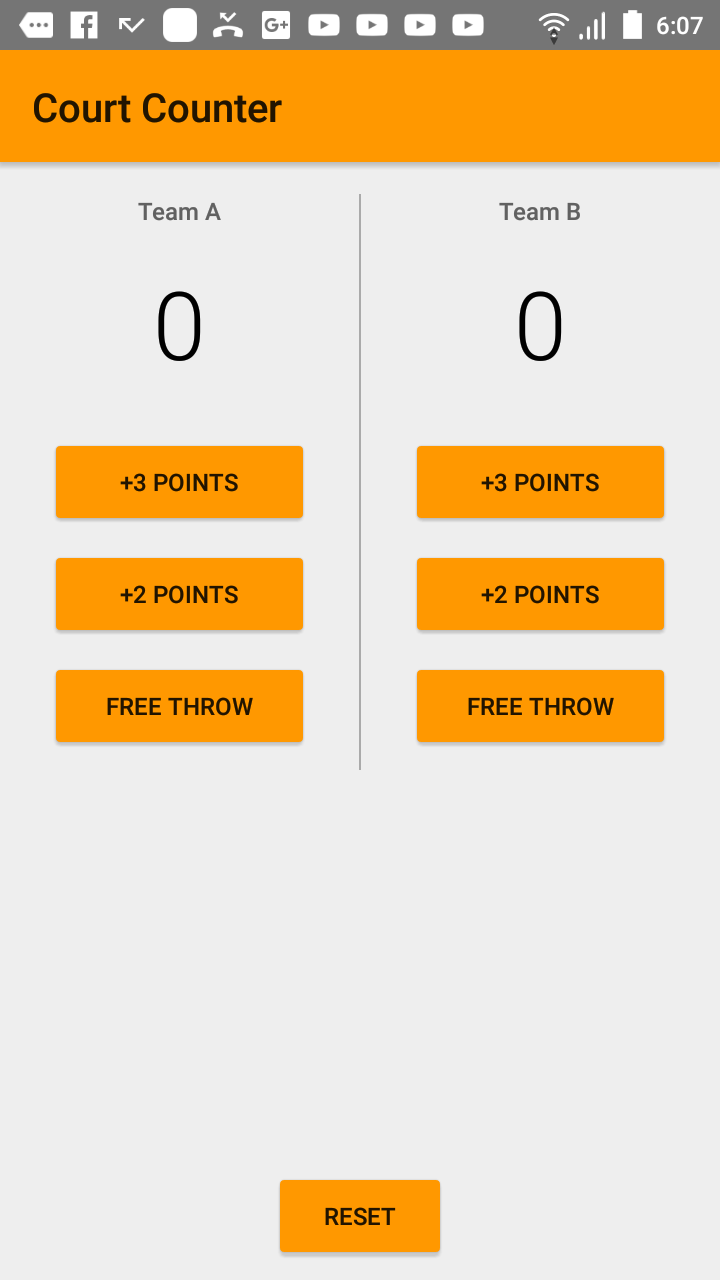 6:07
Court Counter
Team A
Team B
0
0
+3 POINTS
+3 POINTS
+2 POINTS
+2 POINTS
FREE THROW
FREE THROW
RESET